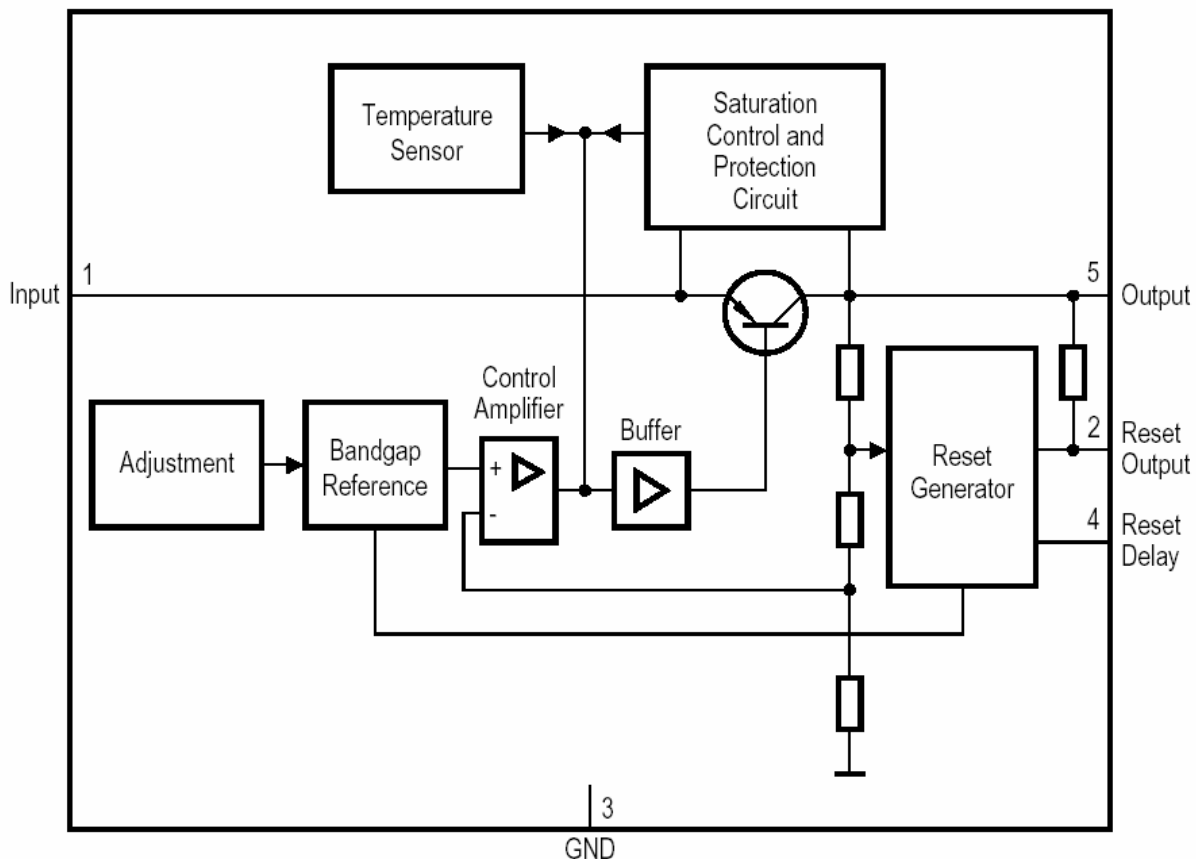 Temperature
Sensor
Saturation
Control and
Protection
Circuit
1
Input
5
Output
Control
Amplifier
Buffer
Adjustment
Bandgap
Reference
+
-
Reset
Generator
2
Reset
Output
4
Reset
Delay
3
GND